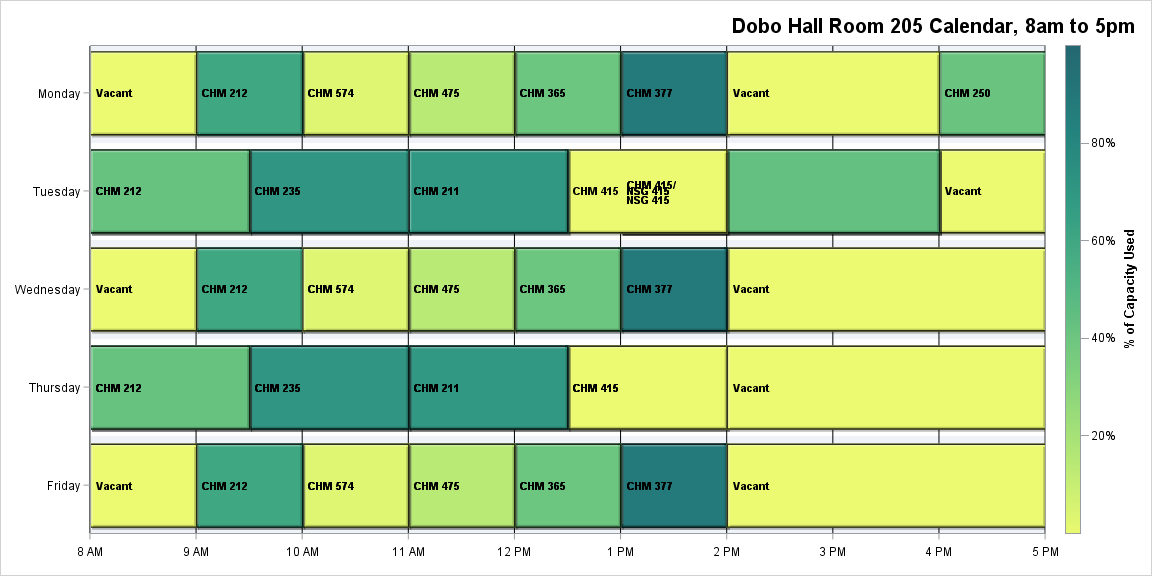 Dobo Hall Room 205 Calendar, 8am to 5pm
Monday
Vacant
CHM 212
CHM 574
CHM 475
CHM 365
CHM 377
Vacant
CHM 250
Tuesday
CHM 212
CHM 235
CHM 211
CHM 415
CHM 415/
NSG 415
NSG 415
Vacant
Wednesday
Vacant
CHM 212
CHM 574
CHM 475
CHM 365
CHM 377
Vacant
Thursday
CHM 212
CHM 235
CHM 211
CHM 415
Vacant
Friday
Vacant
CHM 212
CHM 574
CHM 475
CHM 365
CHM 377
Vacant
8 AM
9 AM
10 AM
11 AM
12 PM
1 PM
2 PM
3 PM
4 PM
5 PM
80%
60%
40%
20%
% of Capacity Used